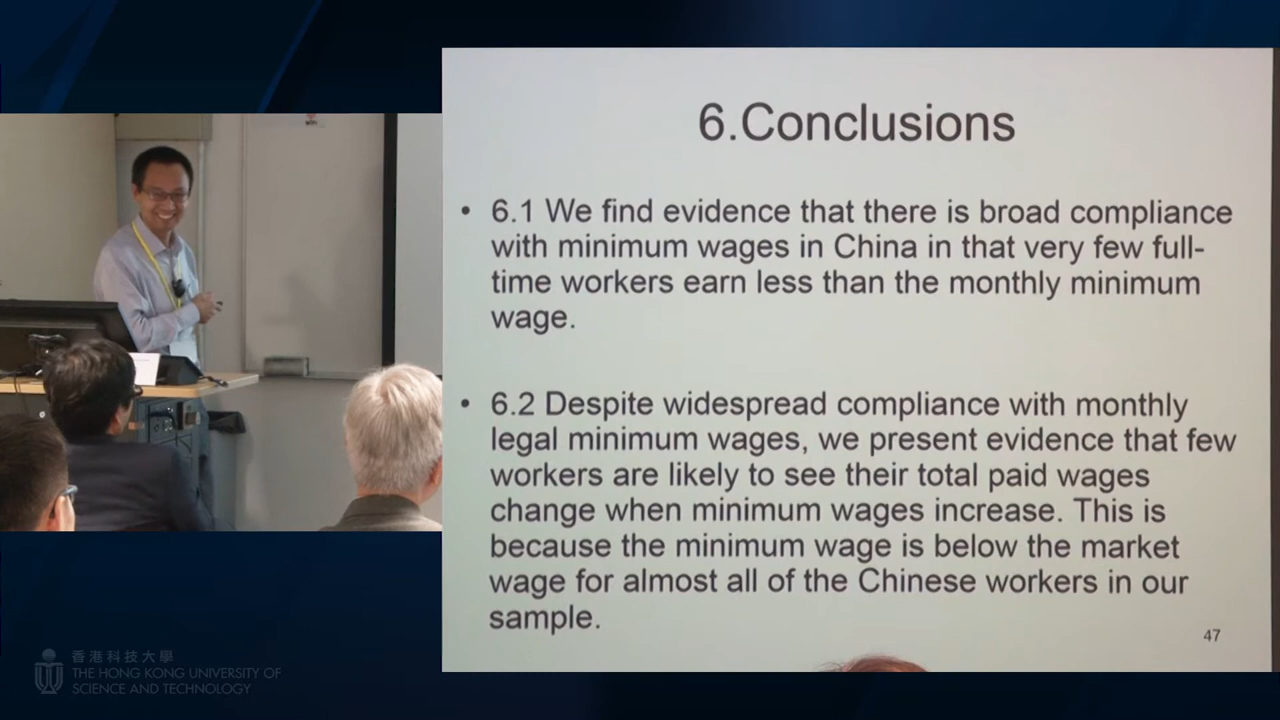 6.Conclusions
• 6.1 We find evidence that there is broad compliance
with minimum wages in China in that very few full-
time workers earn less than the monthly minimum
wage.
• 6.2 Despite widespread compliance with monthly
legal minimum wages, we present evidence that few
workers are likely to see their total paid wages
change when minimum wages increase. This is
because the minimum wage is below the market
wage for almost all of the Chinese workers in our
sample.
47
香港科技大學
THE HONG KONG UNIVERSITY OF
SCIENCE AND TECHNOLOGY